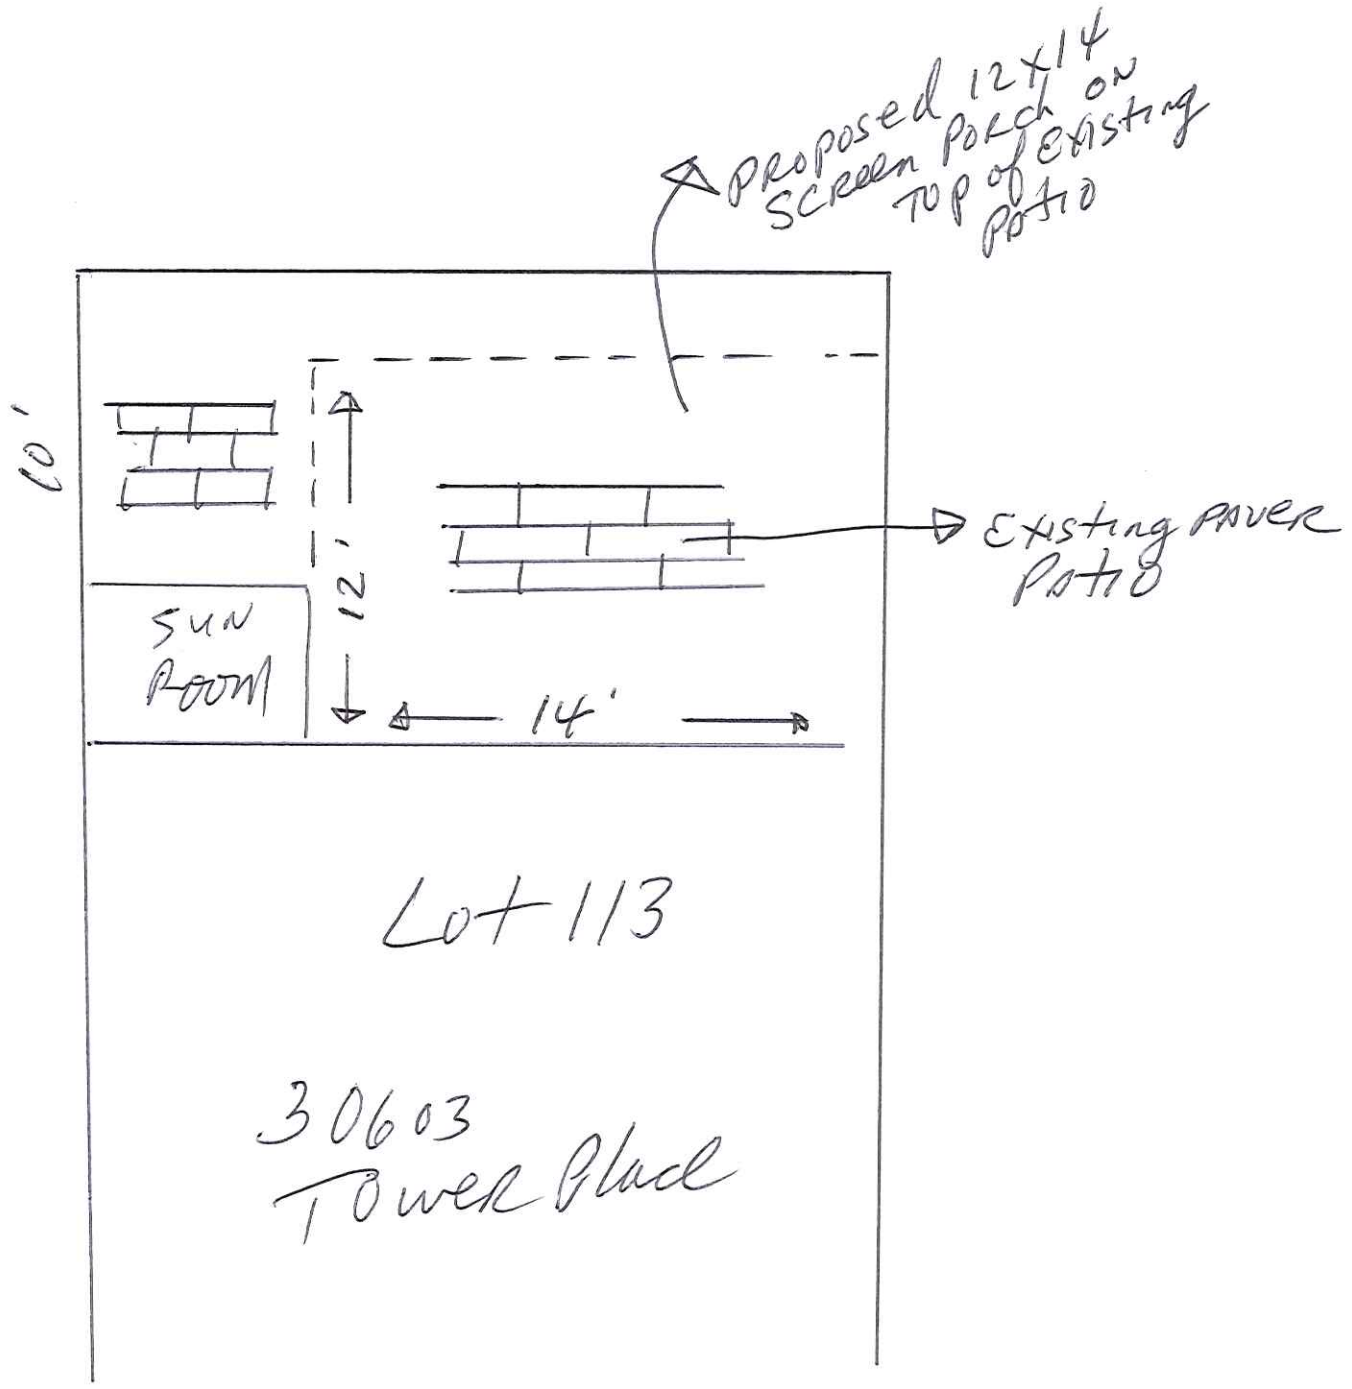 PROPOSED 12x14
SCREEN PORCH ON
TOP of Existing
Patio
10'
12'
Existing PAVER
Patio
SUN
ROOM
14'
Lot 113
30603
TOWER Place